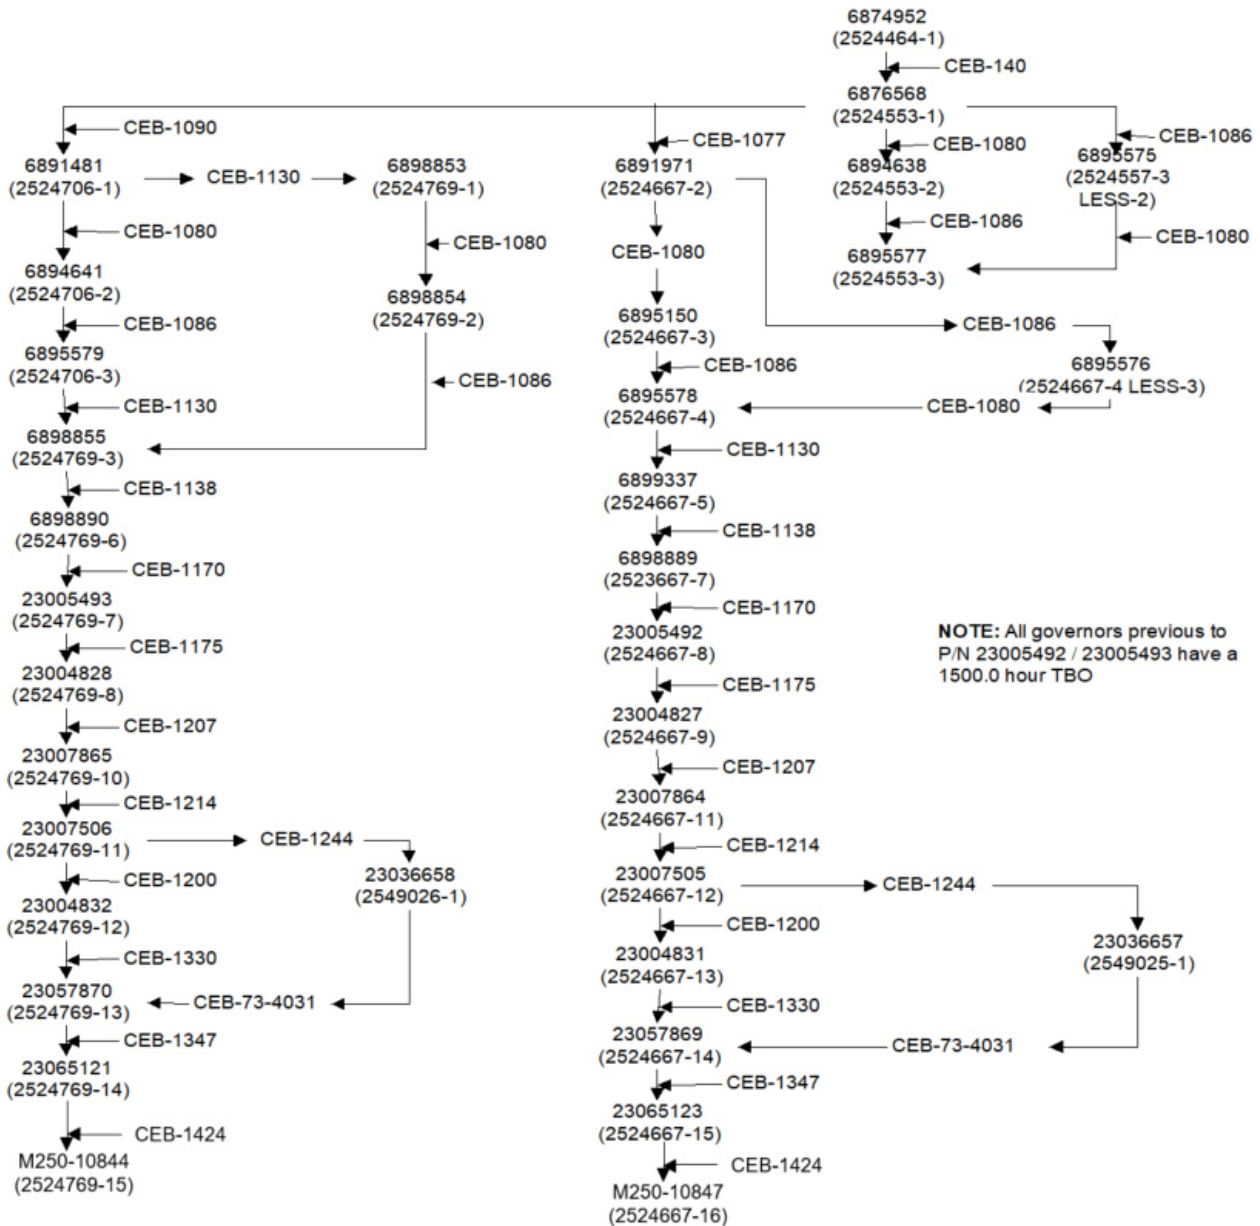 6874952
(2524464-1)
CEB-140
6876568
(2524553-1)
CEB-1090
6891481
(2524706-1)
CEB-1130
6898853
(2524769-1)
CEB-1080
6894641
(2524706-2)
CEB-1080
6898854
(2524769-2)
CEB-1086
6895579
(2524706-3)
CEB-1086
CEB-1130
6898855
(2524769-3)
CEB-1138
6898890
(2524769-6)
CEB-1170
23005493
(2524769-7)
CEB-1175
23004828
(2524769-8)
CEB-1207
23007865
(2524769-10)
CEB-1214
23007506
(2524769-11)
CEB-1244
23036658
(2549026-1)
CEB-1200
23004832
(2524769-12)
CEB-1330
23057870
(2524769-13)
CEB-73-4031
CEB-1347
23065121
(2524769-14)
CEB-1424
M250-10844
(2524769-15)
CEB-1077
6891971
(2524667-2)
CEB-1080
6895150
(2524667-3)
CEB-1086
6895578
(2524667-4)
CEB-1130
6899337
(2524667-5)
CEB-1138
6898889
(2523667-7)
CEB-1170
23005492
(2524667-8)
CEB-1175
23004827
(2524667-9)
CEB-1207
23007864
(2524667-11)
CEB-1214
23007505
(2524667-12)
CEB-1244
23036657
(2549025-1)
CEB-1200
23004831
(2524667-13)
CEB-1330
23057869
(2524667-14)
CEB-73-4031
CEB-1347
23065123
(2524667-15)
CEB-1424
M250-10847
(2524667-16)
CEB-1080
6894638
(2524553-2)
CEB-1086
6895577
(2524553-3)
CEB-1086
6895575
(2524557-3
LESS-2)
CEB-1080
CEB-1086
6895576
(2524667-4 LESS-3)
CEB-1080
NOTE: All governors previous to
P/N 23005492 / 23005493 have a
1500.0 hour TBO